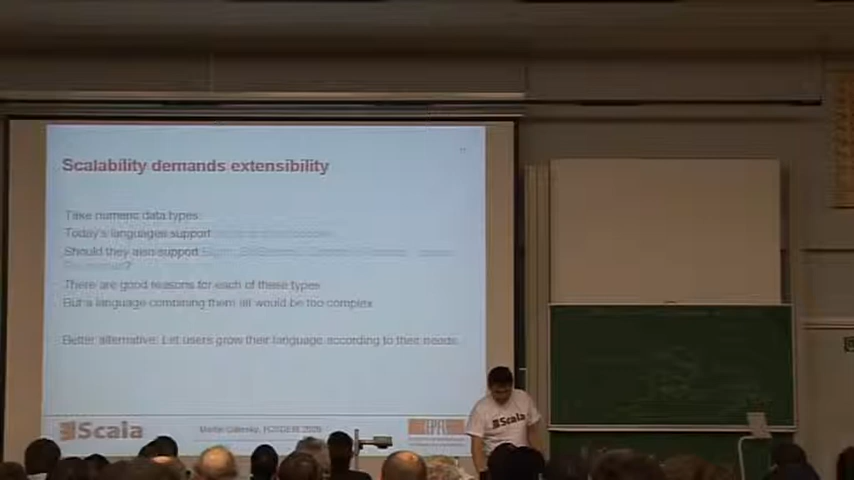 Scalability demands extensibility
Take numeric data types:
Today's languages support
Should they also support
There are good reasons for each of these types
But a language combining them all would be too complex.
Better alternative: Let users grow their language according to their needs.
Scala
Martin Odersky, FOSDEM 2009
EPFL
Scala